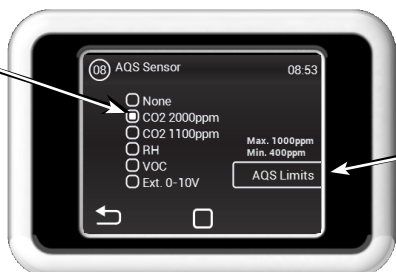 08 AQS Sensor 08:53
None
CO2 2000ppm
CO2 1100ppm
RH
VOC
Ext. 0-10V
Max. 1000ppm
Min. 400ppm
AQS Limits